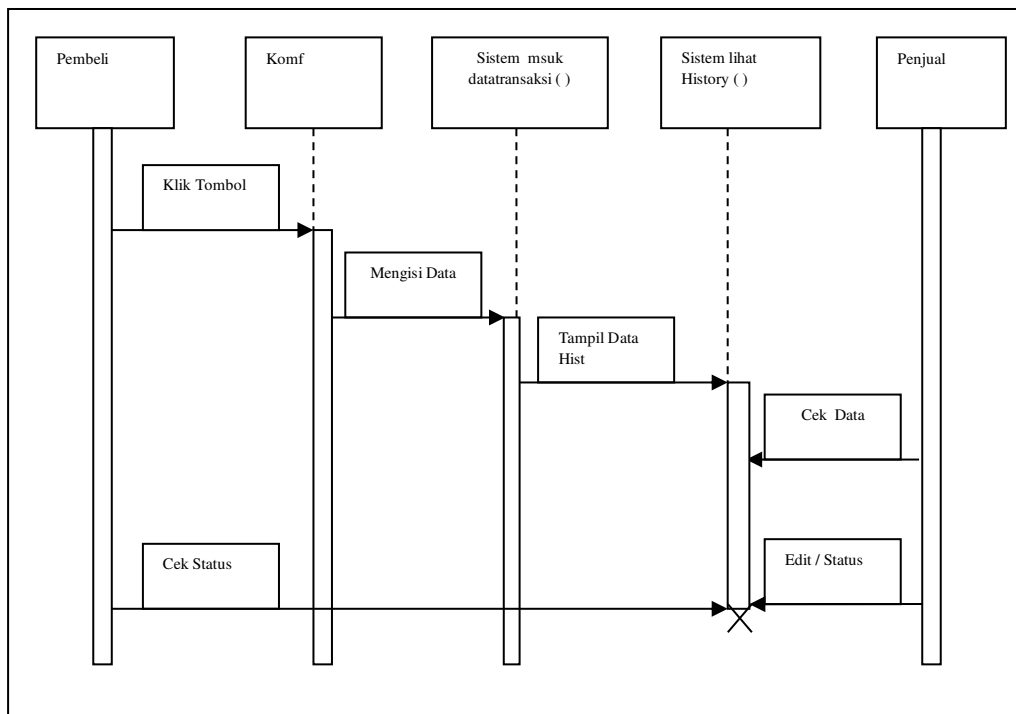 Pembeli
Komf
Sistem msuk
datatransaksi ( )
Sistem lihat
History ( )
Penjual
Klik Tombol
Mengisi Data
Tampil Data
Hist
Cek Data
Cek Status
Edit / Status